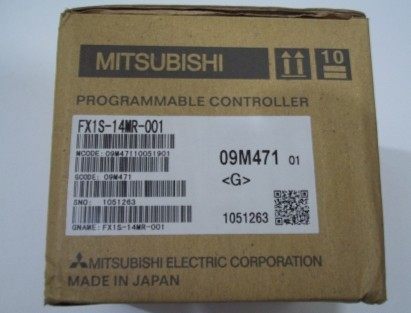 MITSUBISHI
10
PROGRAMMABLE CONTROLLER
FX1S-14MR-001
MCODE: 09M47110051901
GCODE: 09M471
SNO: 1051263
GNAME: FX1S-14MR-001
09M471 01
<G>
1051263
MITSUBISHI ELECTRIC CORPORATION
MADE IN JAPAN